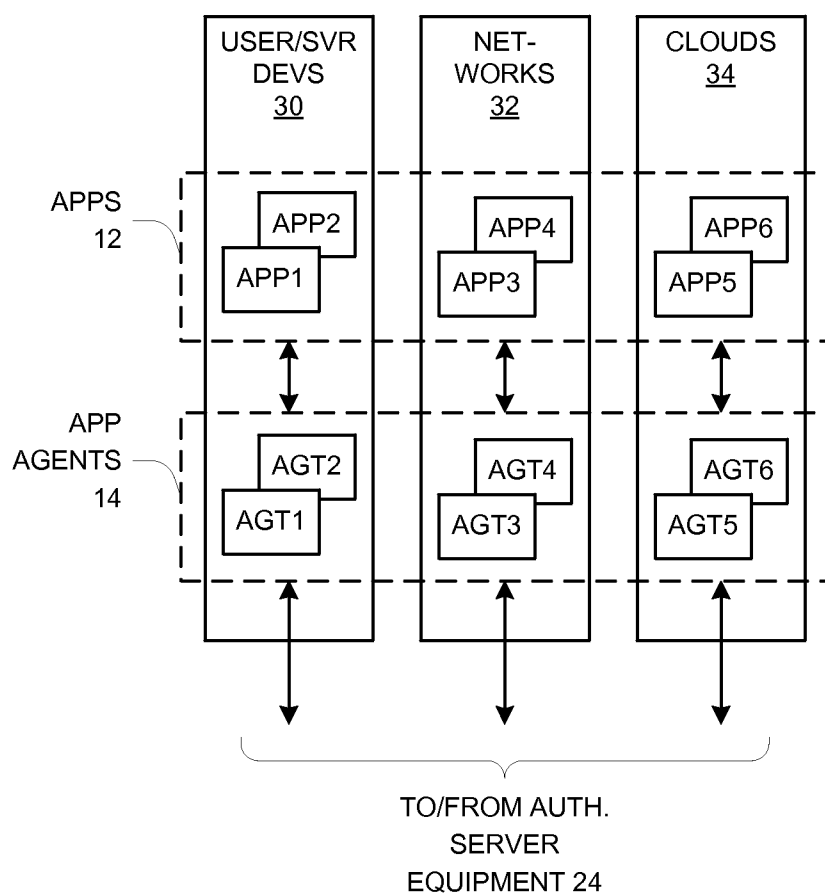 USER/SVR
DEVS
30
NET-
WORKS
32
CLOUDS
34
APPS
12
APP2
APP1
APP4
APP3
APP6
APP5
APP
AGENTS
14
AGT2
AGT1
AGT4
AGT3
AGT6
AGT5
TO/FROM AUTH.
SERVER
EQUIPMENT 24